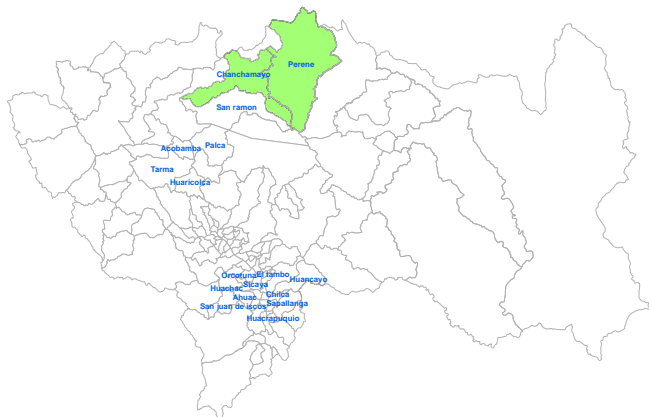 Perene
Chanchamayo
San ramon
Acobamba
Palca
Tarma
Huaricolca
Orcotuna
El tambo
Huancayo
Sicaya
Huachac
Chilca
Ahuac
Sapallanga
San juan de iscos
Huacrapuquio